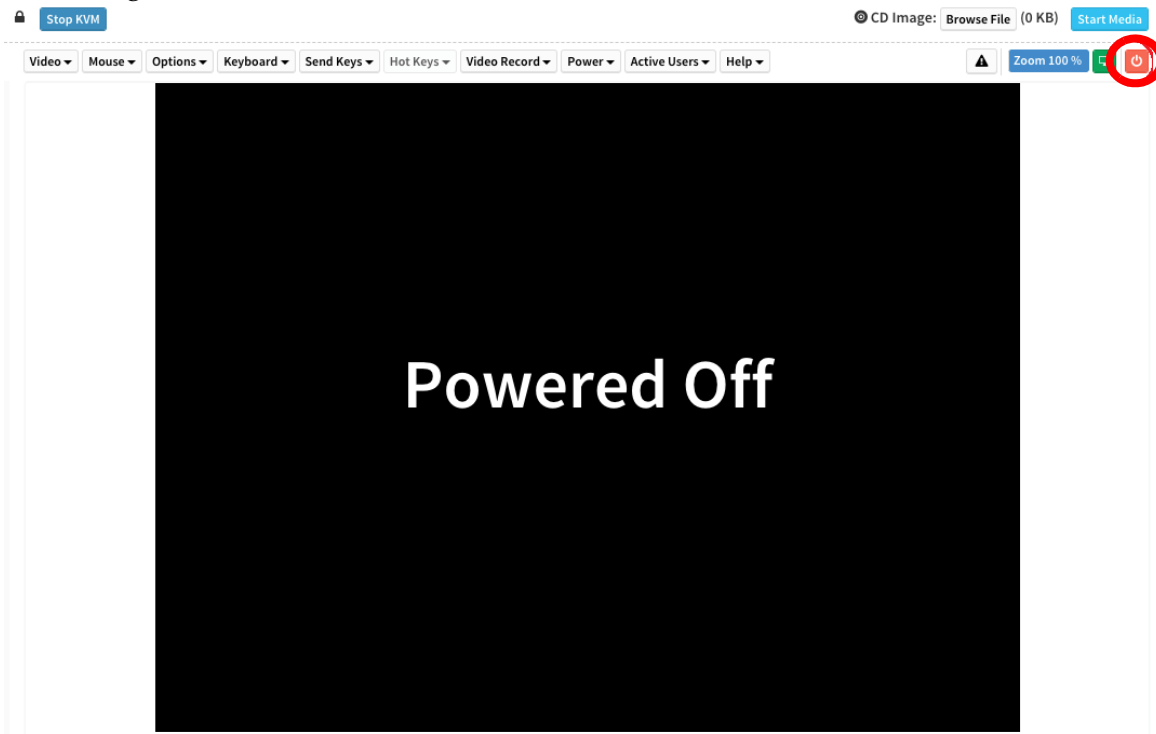 Stop KVM CD Image: Browse File (0 KB) Start Media
Video Mouse Options Keyboard Send Keys Hot Keys Video Record Power Active Users Help Zoom 100 %
Powered Off